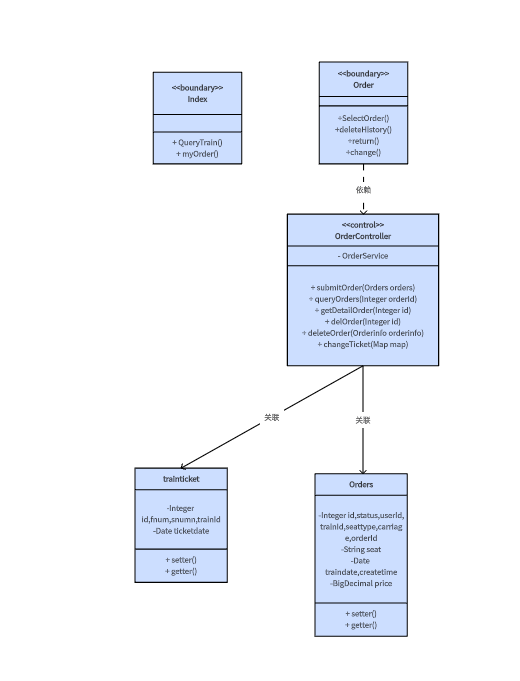 <<boundary>>
Index
+ QueryTrain()
+ myOrder()
<<boundary>>
Order
+SelectOrder()
+deleteHistory()
+return()
+change()
依赖
<<control>>
OrderController
- OrderService
+ submitOrder(Orders orders)
+ queryOrders(Integer orderId)
+ getDetailOrder(Integer id)
+ delOrder(Integer id)
+ deleteOrder(Orderinfo orderinfo)
+ changeTicket(Map map)
关联
关联
trainticket
-Integer
id,fnum,snumn,trainId
-Date ticketdate
+ setter()
+ getter()
Orders
-Integer id,status,userId,
trainId,seattype,carriag
e,orderId
-String seat
-Date
traindate,createtime
-BigDecimal price
+ setter()
+ getter()